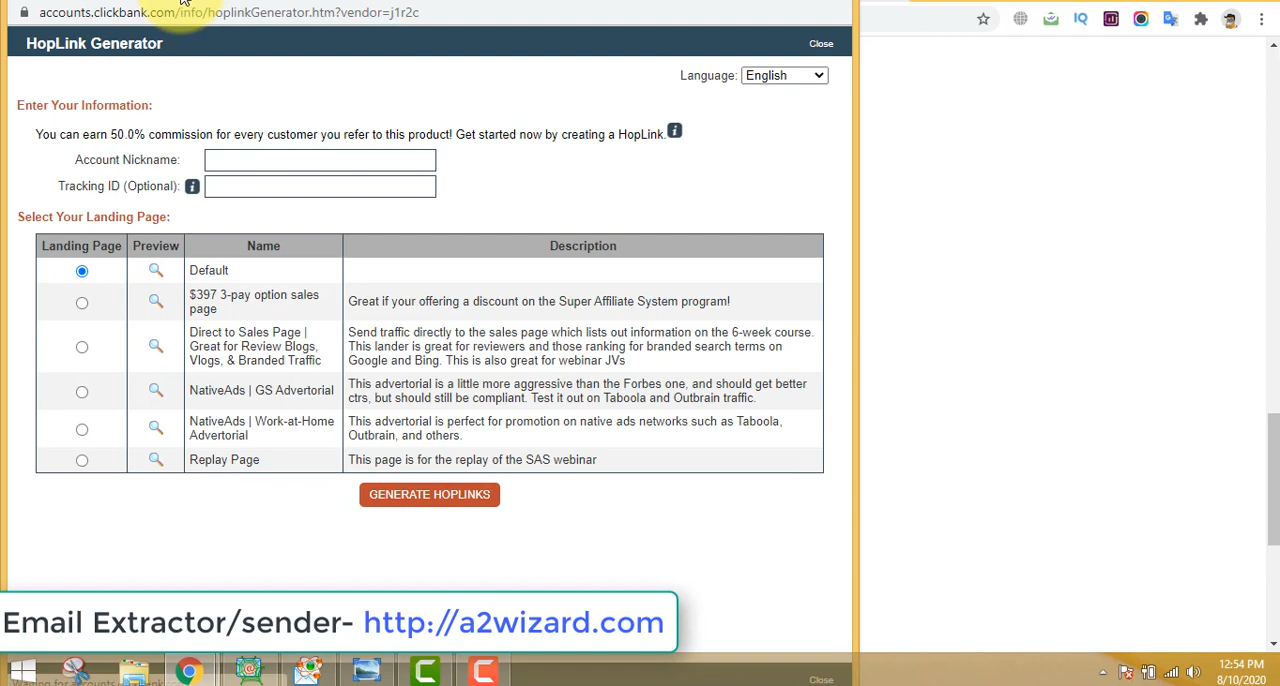 accounts.clickbank.com/info/hoplinkGenerator.htm?vendor=j1r2c
HopLink Generator
Close
Language: English
Enter Your Information:
You can earn 50.0% commission for every customer you refer to this product! Get started now by creating a HopLink.
Account Nickname:
Tracking ID (Optional):
Select Your Landing Page:
Landing Page Preview Name Description
Default
$397 3-pay option sales
page
Great if your offering a discount on the Super Affiliate System program!
Direct to Sales Page |
Great for Review Blogs,
Vlogs, & Branded Traffic
Send traffic directly to the sales page which lists out information on the 6-week course.
This lander is great for reviewers and those ranking for branded search terms on
Google and Bing. This is also great for webinar JVs
NativeAds | GS Advertorial
This advertorial is a little more aggressive than the Forbes one, and should get better
ctrs, but should still be compliant. Test it out on Taboola and Outbrain traffic.
NativeAds | Work-at-Home
Advertorial
This advertorial is perfect for promotion on native ads networks such as Taboola,
Outbrain, and others.
Replay Page
This page is for the replay of the SAS webinar
GENERATE HOPLINKS
Email Extractor/sender- http://a2wizard.com
Close
12:54 PM
8/10/2020